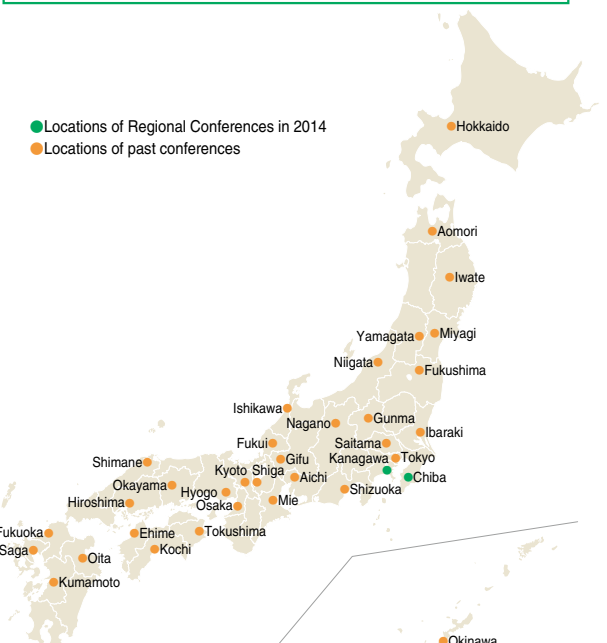 Locations of Regional Conferences in 2014
Locations of past conferences
Hokkaido
Aomori
Iwate
Yamagata
Miyagi
Niigata
Fukushima
Ishikawa
Nagano
Gunma
Ibaraki
Fukui
Saitama
Shimane
Gifu
Kanagawa
Tokyo
Kyoto
Shiga
Okayama
Aichi
Chiba
Hyogo
Shizuoka
Hiroshima
Osaka
Mie
Fukuoka
Ehime
Tokushima
Saga
Kochi
Oita
Kumamoto
Okinawa